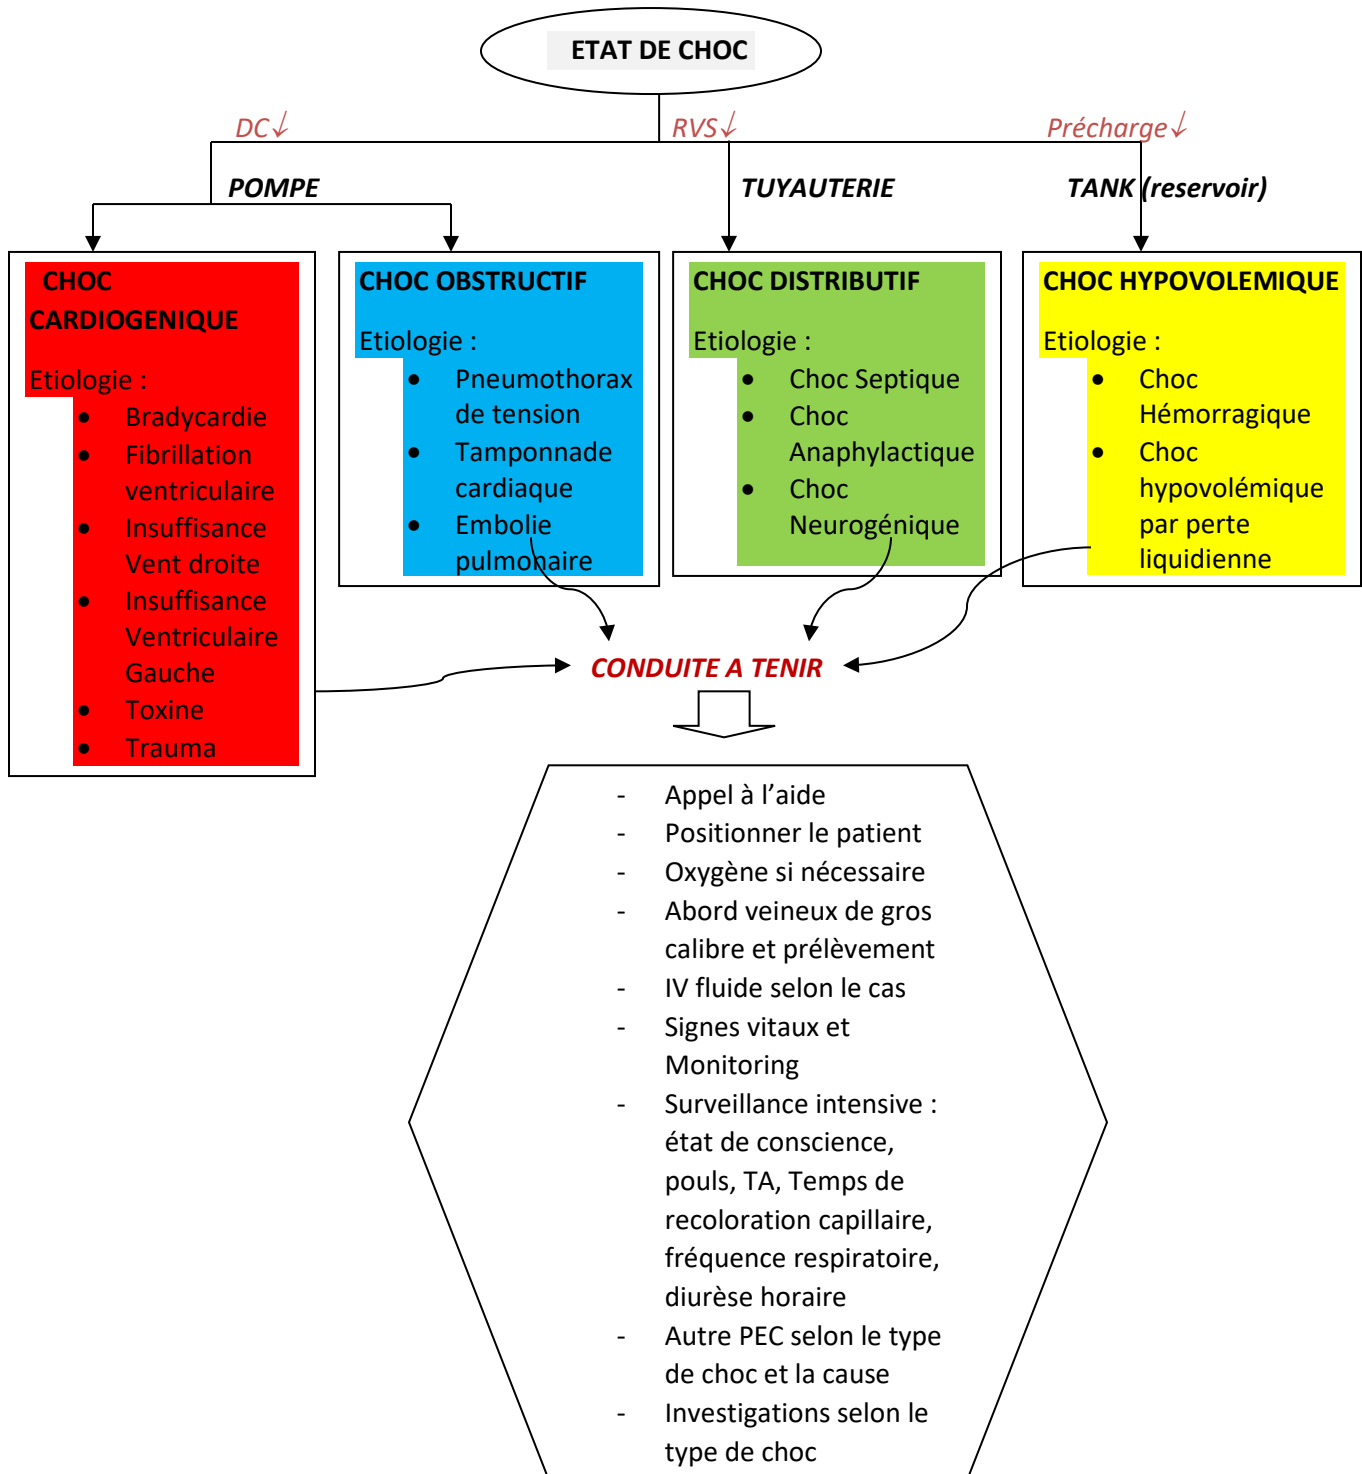 ETAT DE CHOC
DC↓
RVS↓
Précharge↓
POMPE
TUYAUTERIE
TANK (reservoir)
CHOC
CARDIOGENIQUE
Etiologie :
• Bradycardie
• Fibrillation
ventriculaire
• Insuffisance
Vent droite
• Insuffisance
Ventriculaire
Gauche
• Toxine
• Trauma
CHOC OBSTRUCTIF
Etiologie :
• Pneumothorax
de tension
• Tamponnade
cardiaque
• Embolie
pulmonaire
CHOC DISTRIBUTIF
Etiologie :
• Choc Septique
• Choc
Anaphylactique
• Choc
Neurogénique
CHOC HYPOVOLEMIQUE
Etiologie :
• Choc
Hémorragique
• Choc
hypovolémique
par perte
liquidienne
CONDUITE A TENIR
- Appel à l’aide
- Positionner le patient
- Oxygène si nécessaire
- Abord veineux de gros
calibre et prélèvement
- IV fluide selon le cas
- Signes vitaux et
Monitoring
- Surveillance intensive :
état de conscience,
pouls, TA, Temps de
recoloration capillaire,
fréquence respiratoire,
diurèse horaire
- Autre PEC selon le type
de choc et la cause
- Investigations selon le
type de choc